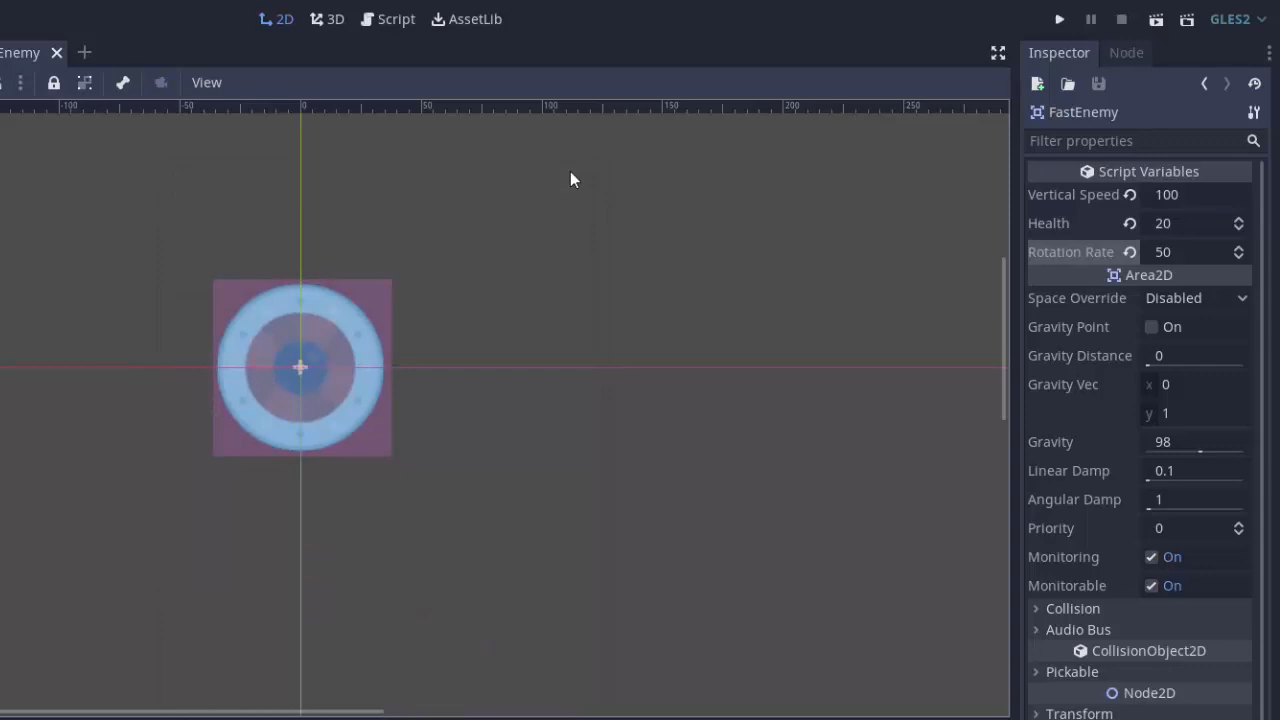 2D 3D Script AssetLib GLES2
Enemy Inspector Node
View
-100 -50 0 50 100 150 200 250
FastEnemy
Filter properties
Script Variables
Vertical Speed 100
Health 20
Rotation Rate 50
Area2D
Space Override Disabled
Gravity Point On
Gravity Distance 0
Gravity Vec x 0
y 1
Gravity 98
Linear Damp 0.1
Angular Damp 1
Priority 0
Monitoring On
Monitorable On
Collision
Audio Bus
CollisionObject2D
Pickable
Node2D
Transform